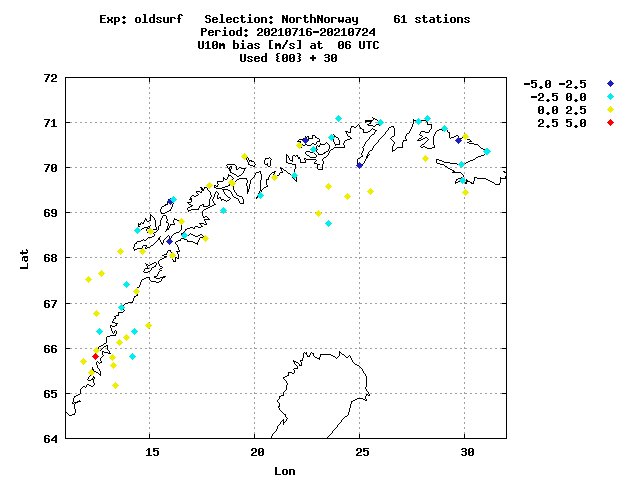 Exp: oldsurf   Selection: NorthNorway     61 stations
Period: 20210716-20210724
U10m bias [m/s] at  06 UTC
Used {00} + 30
-5.0 -2.5
-2.5 0.0
0.0 2.5
2.5 5.0
72
71
70
69
68
67
66
65
64
Lat
15 20 25 30
Lon